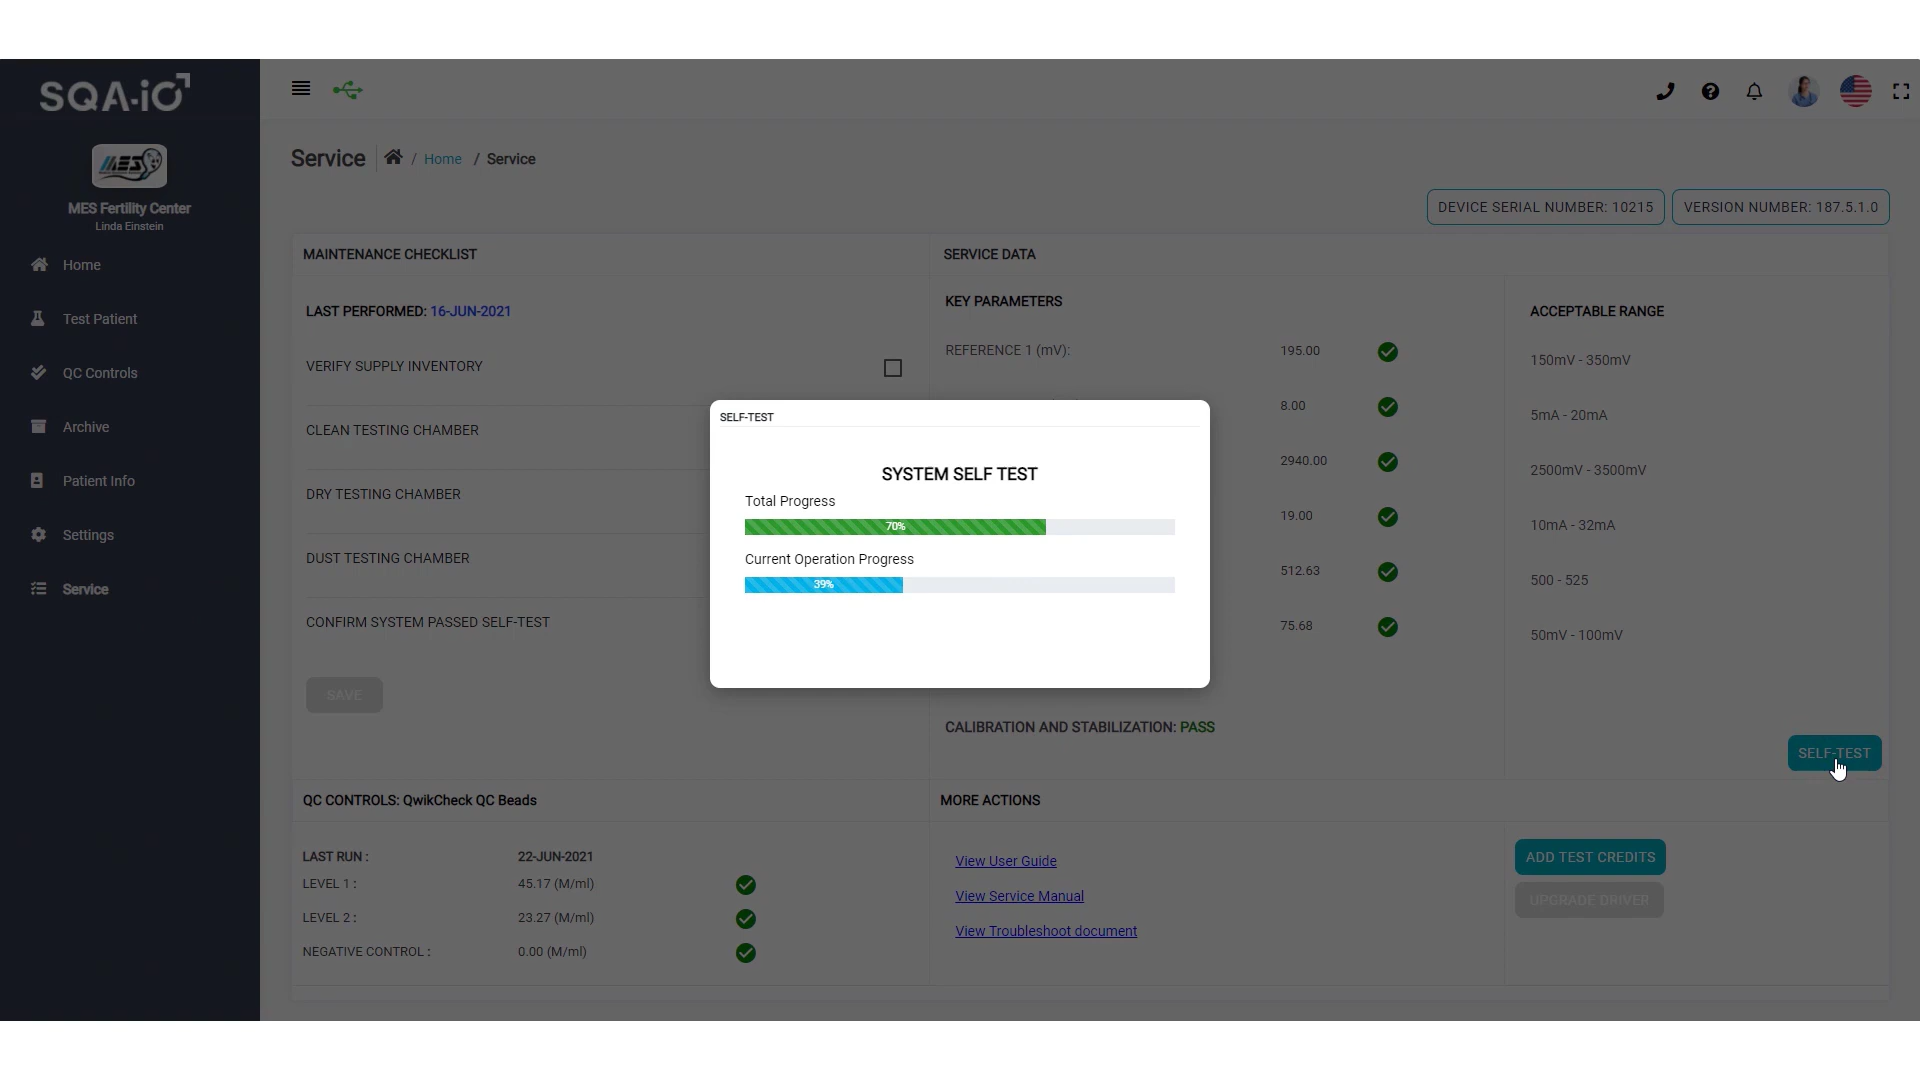 SQA-iO
MES
MES Fertility Center
Linda Einstein
Home
Test Patient
QC Controls
Archive
Patient Info
Settings
Service
Service / Home / Service
DEVICE SERIAL NUMBER: 10215
VERSION NUMBER: 187.5.1.0
MAINTENANCE CHECKLIST
LAST PERFORMED: 16-JUN-2021
VERIFY SUPPLY INVENTORY
CLEAN TESTING CHAMBER
DRY TESTING CHAMBER
DUST TESTING CHAMBER
CONFIRM SYSTEM PASSED SELF-TEST
SAVE
SERVICE DATA
KEY PARAMETERS
ACCEPTABLE RANGE
REFERENCE 1 (mV): 195.00 150mV - 350mV
8.00 5mA - 20mA
2940.00 2500mV - 3500mV
19.00 10mA - 32mA
512.63 500 - 525
75.68 50mV - 100mV
CALIBRATION AND STABILIZATION: PASS
SELF-TEST
SELF-TEST
SYSTEM SELF TEST
Total Progress
70%
Current Operation Progress
39%
QC CONTROLS: QwikCheck QC Beads
LAST RUN : 22-JUN-2021
LEVEL 1 : 45.17 (M/ml)
LEVEL 2 : 23.27 (M/ml)
NEGATIVE CONTROL : 0.00 (M/ml)
MORE ACTIONS
View User Guide
View Service Manual
View Troubleshoot document
ADD TEST CREDITS
UPGRADE DRIVER